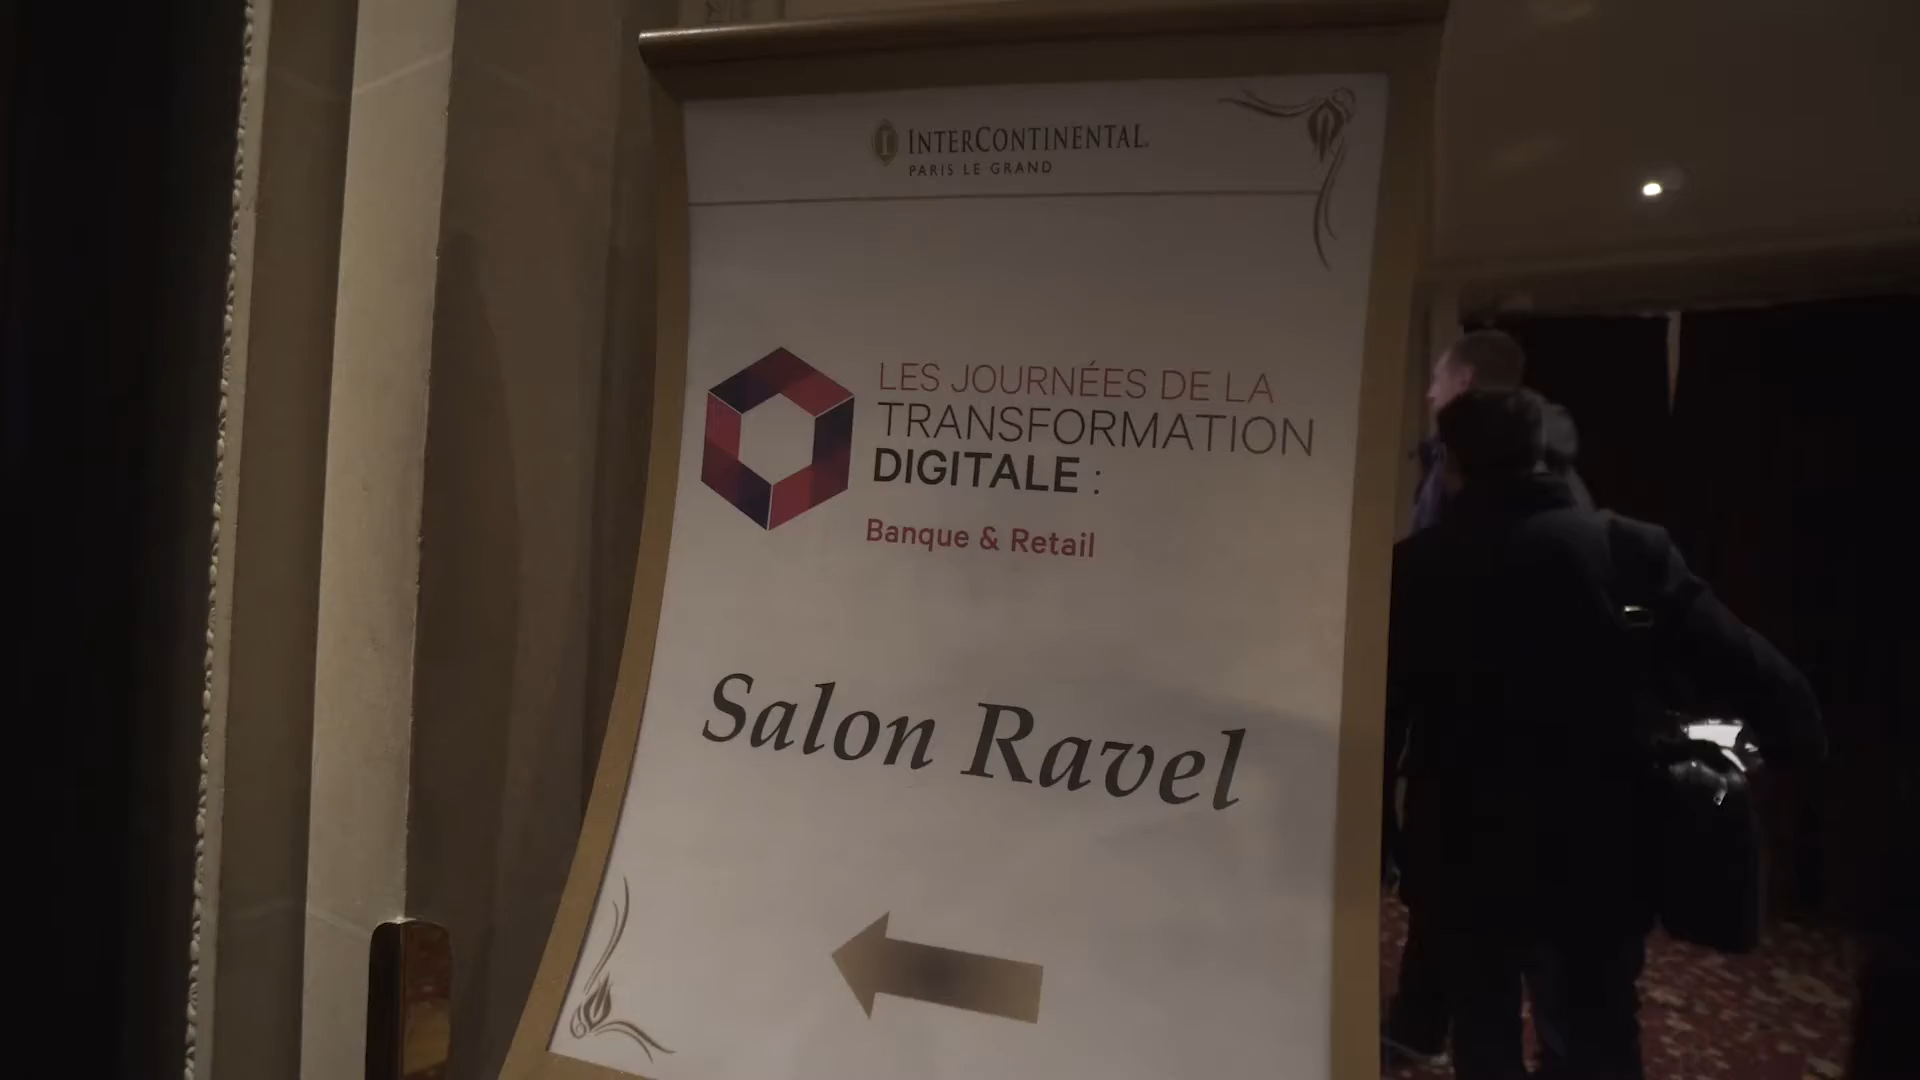 INTERCONTINENTAL
PARIS LE GRAND
LES JOURNÉES DE LA
TRANSFORMATION
DIGITALE :
Banque & Retail
Salon Ravel